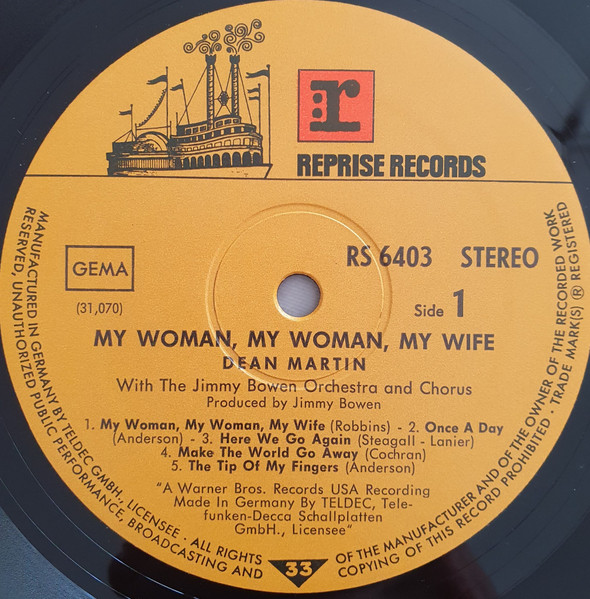 r:
REPRISE RECORDS
GEMA
(31,070)
RS 6403 STEREO
Side 1
MY WOMAN, MY WOMAN, MY WIFE
DEAN MARTIN
With The Jimmy Bowen Orchestra and Chorus
Produced by Jimmy Bowen
1. My Woman, My Woman, My Wife (Robbins) - 2. Once A Day
(Anderson) - 3. Here We Go Again (Steagall - Lanier)
4. Make The World Go Away (Cochran)
5. The Tip Of My Fingers (Anderson)
"A Warner Bros. Records USA Recording
Made In Germany By TELDEC, Tele-
funken-Decca Schallplatten
GmbH., Licensee"
33
MANUFACTURED IN GERMANY BY TELDEC GMBH., LICENSEE · ALL RIGHTS
RESERVED, UNAUTHORIZED PUBLIC PERFORMANCE, BROADCASTING AND
OF THE MANUFACTURER AND OF THE OWNER OF THE RECORDED WORK
COPYING OF THIS RECORD PROHIBITED · TRADE MARK(S) ® REGISTERED